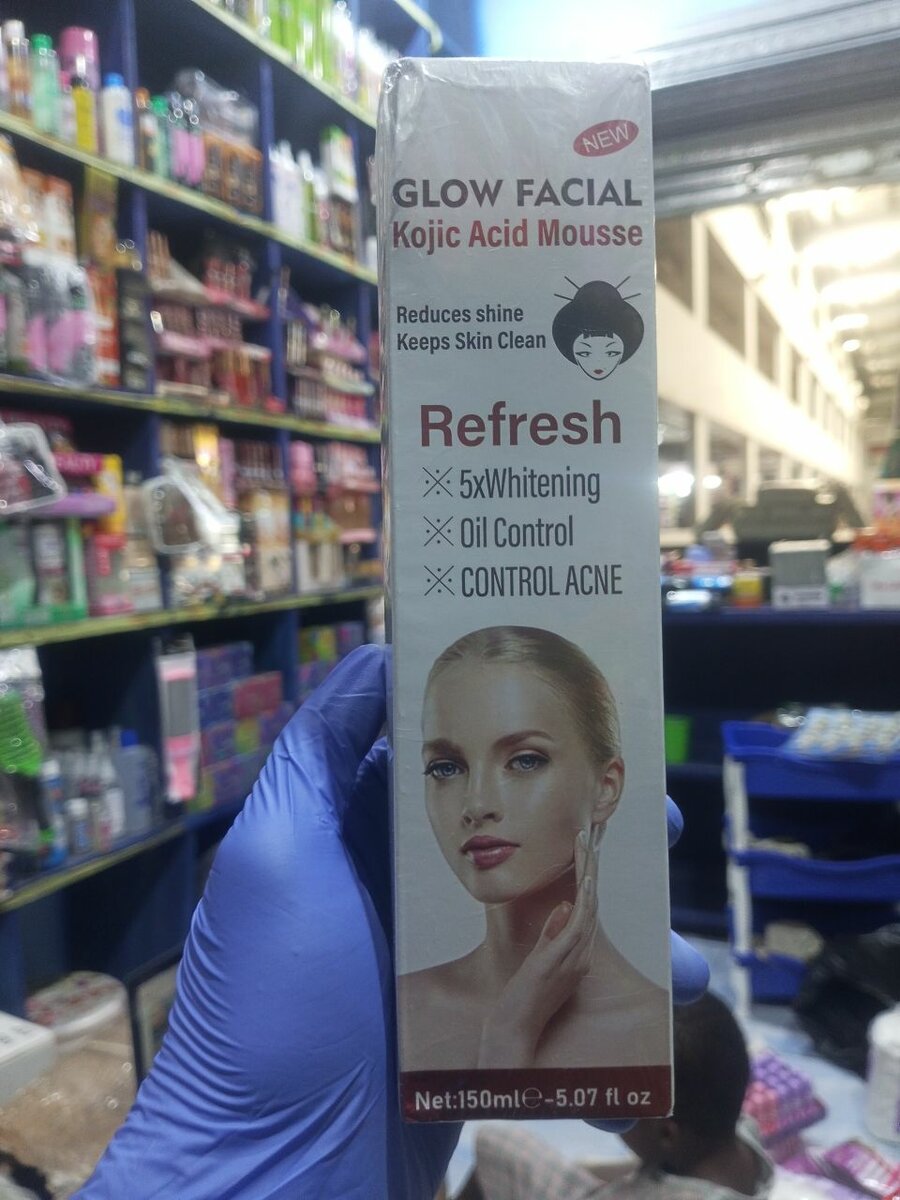 NEW
GLOW FACIAL
Kojic Acid Mousse
Reduces shine
Keeps Skin Clean
Refresh
※ 5xWhitening
※ Oil Control
※ CONTROL ACNE
Net:150ml℮-5.07 fl oz